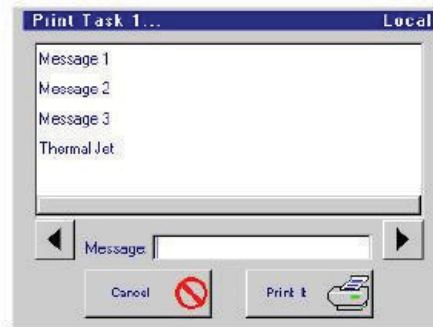 Print Task 1... Local
Message 1
Message 2
Message 3
Thermal Jet
Message:
Cancel
Print It